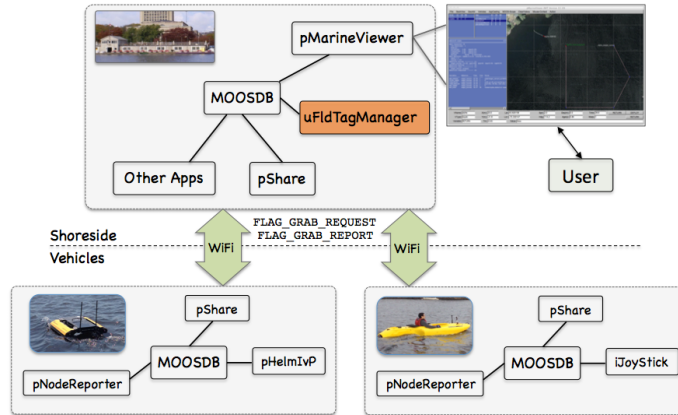 pMarineViewer
MOOSDB
uFldTagManager
Other Apps
pShare
User
FLAG_GRAB_REQUEST
FLAG_GRAB_REPORT
WiFi
WiFi
Shoreside
Vehicles
pShare
MOOSDB
pHelmIvP
pNodeReporter
pShare
MOOSDB
iJoyStick
pNodeReporter